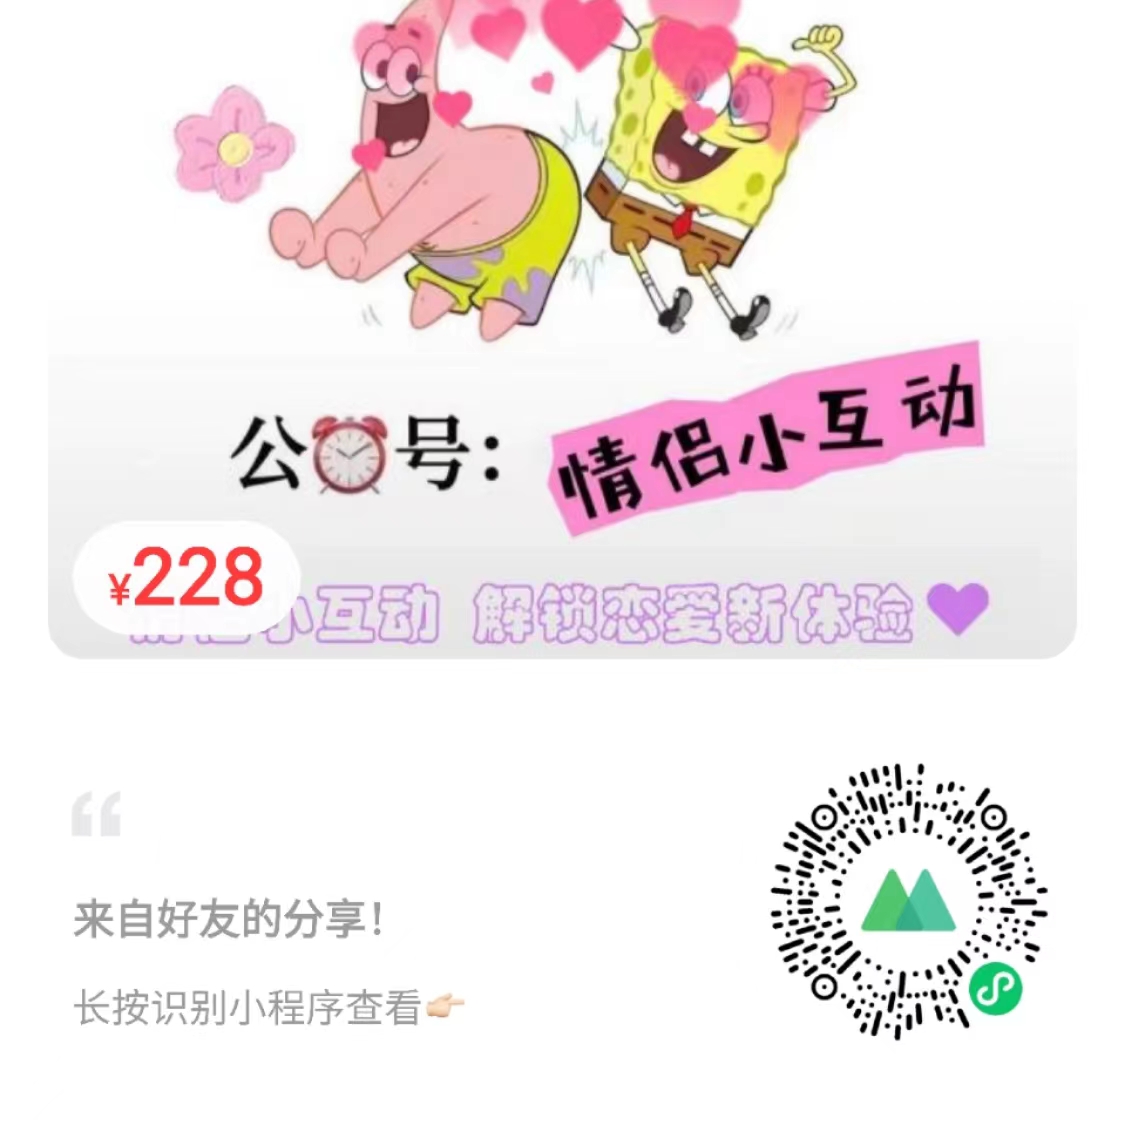 公⏰号：情侣小互动
¥228
小互动 解锁恋爱新体验💜
“
来自好友的分享！
长按识别小程序查看👉🏻